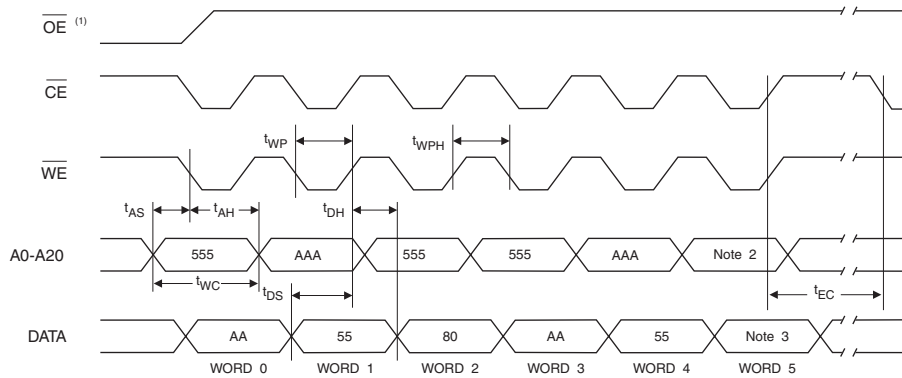 OE (1)
CE
tWP
tWPH
WE
tAS
tAH
tDH
A0-A20
555
AAA
555
555
AAA
Note 2
tWC
tDS
tEC
DATA
AA
55
80
AA
55
Note 3
WORD 0
WORD 1
WORD 2
WORD 3
WORD 4
WORD 5